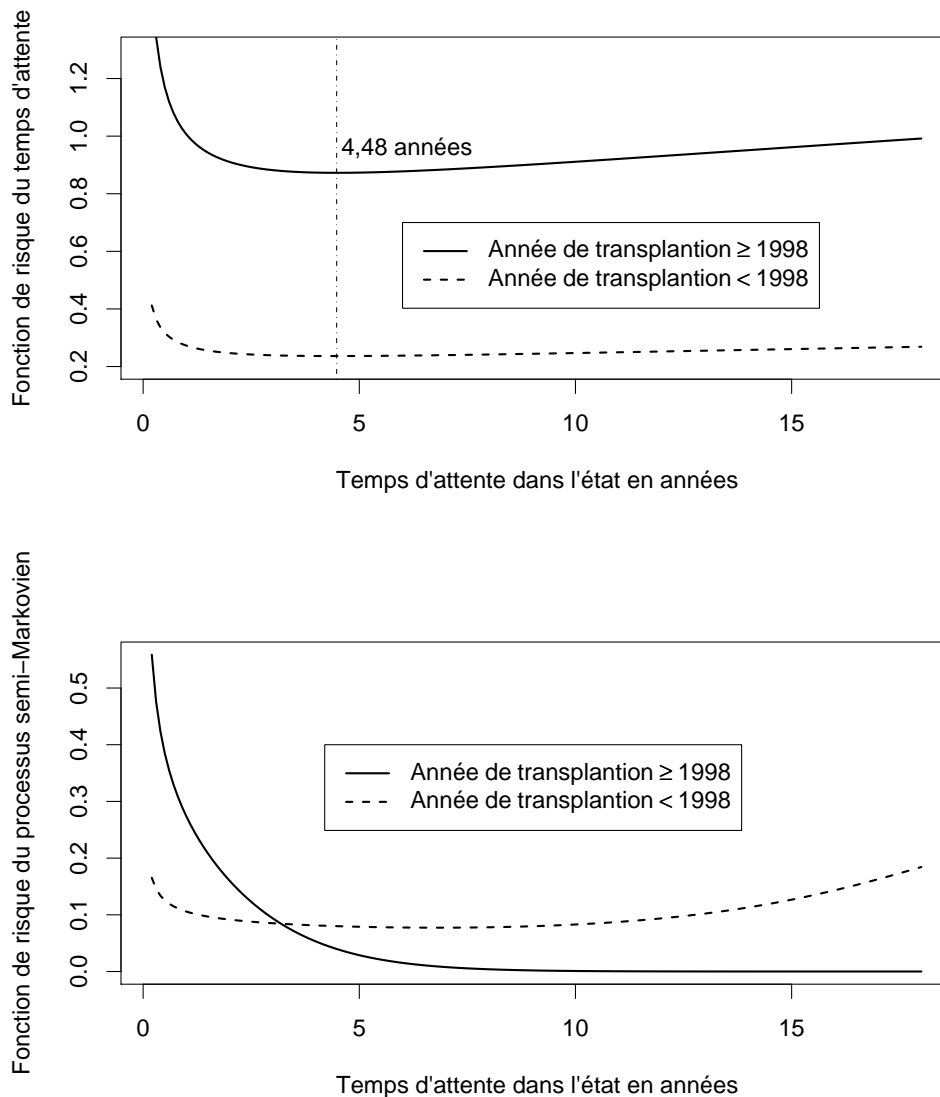 Fonction de risque du temps d'attente
1.2
1.0
0.8
0.6
0.4
0.2
4,48 années
Année de transplantion ≥ 1998
Année de transplantion < 1998
0
5
10
15
Temps d'attente dans l'état en années
Fonction de risque du processus semi−Markovien
0.5
0.4
0.3
0.2
0.1
0.0
Année de transplantion ≥ 1998
Année de transplantion < 1998
0
5
10
15
Temps d'attente dans l'état en années